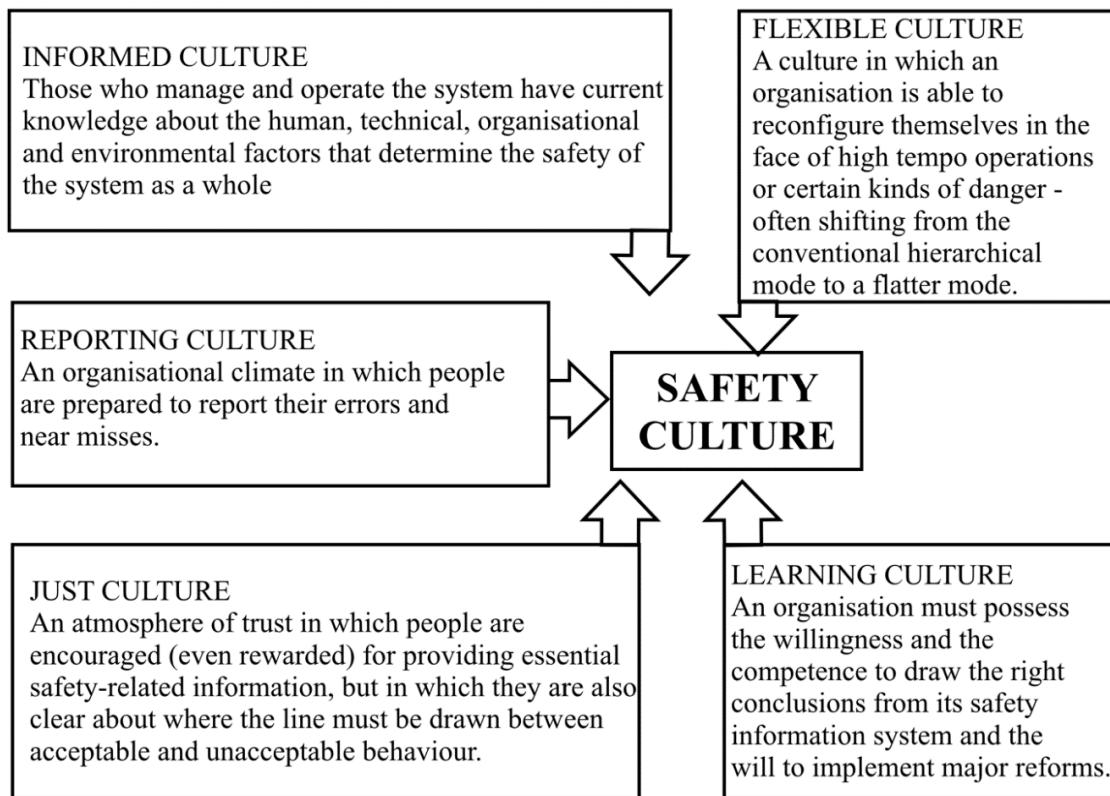 INFORMED CULTURE
Those who manage and operate the system have current
knowledge about the human, technical, organisational
and environmental factors that determine the safety of
the system as a whole
FLEXIBLE CULTURE
A culture in which an
organisation is able to
reconfigure themselves in the
face of high tempo operations
or certain kinds of danger -
often shifting from the
conventional hierarchical
mode to a flatter mode.
REPORTING CULTURE
An organisational climate in which people
are prepared to report their errors and
near misses.
SAFETY
CULTURE
JUST CULTURE
An atmosphere of trust in which people are
encouraged (even rewarded) for providing essential
safety-related information, but in which they are also
clear about where the line must be drawn between
acceptable and unacceptable behaviour.
LEARNING CULTURE
An organisation must possess
the willingness and the
competence to draw the right
conclusions from its safety
information system and the
will to implement major reforms.